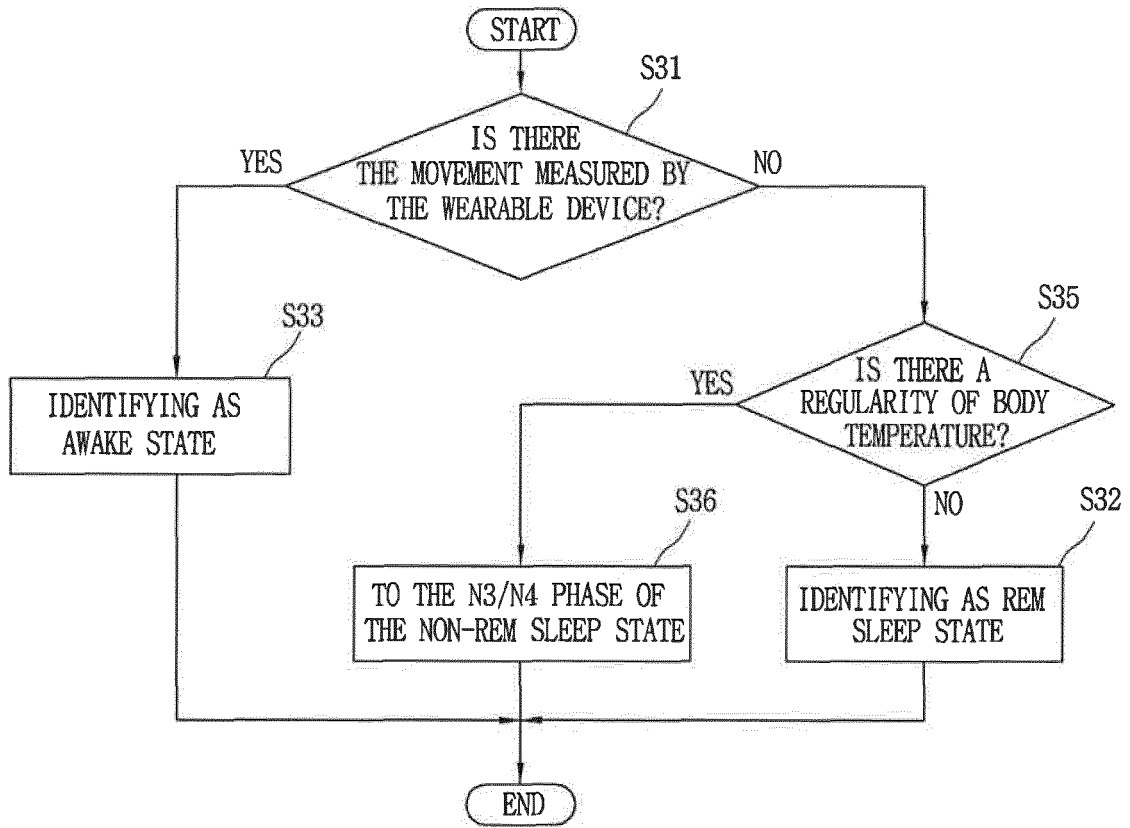 START
S31
IS THERE
THE MOVEMENT MEASURED BY
THE WEARABLE DEVICE?
YES
NO
S33
IDENTIFYING AS
AWAKE STATE
S35
IS THERE A
REGULARITY OF BODY
TEMPERATURE?
YES
NO
S36
TO THE N3/N4 PHASE OF
THE NON-REM SLEEP STATE
S32
IDENTIFYING AS REM
SLEEP STATE
END